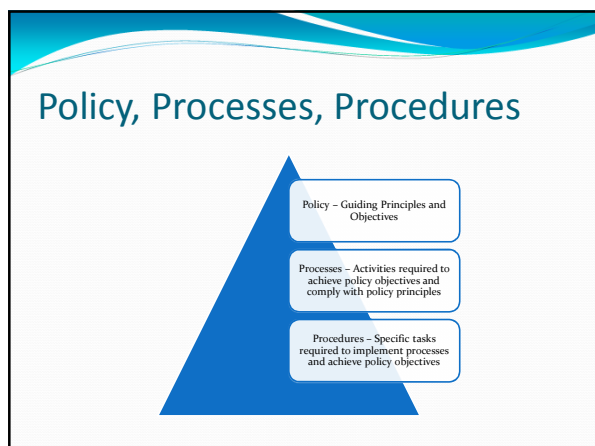 Policy, Processes, Procedures
Policy – Guiding Principles and
Objectives
Processes – Activities required to
achieve policy objectives and
comply with policy principles
Procedures – Specific tasks
required to implement processes
and achieve policy objectives